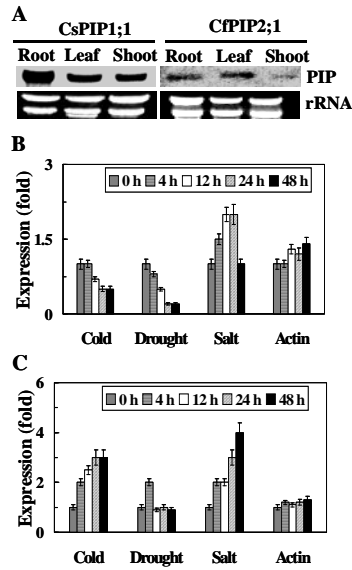 A
CsPIP1;1 CfPIP2;1
Root Leaf Shoot Root Leaf Shoot
PIP
rRNA
B
Expression (fold)
3
1.5
0
0 h 4 h 12 h 24 h 48 h
Cold Drought Salt Actin
C
Expression (fold)
6
4
2
0
0 h 4 h 12 h 24 h 48 h
Cold Drought Salt Actin